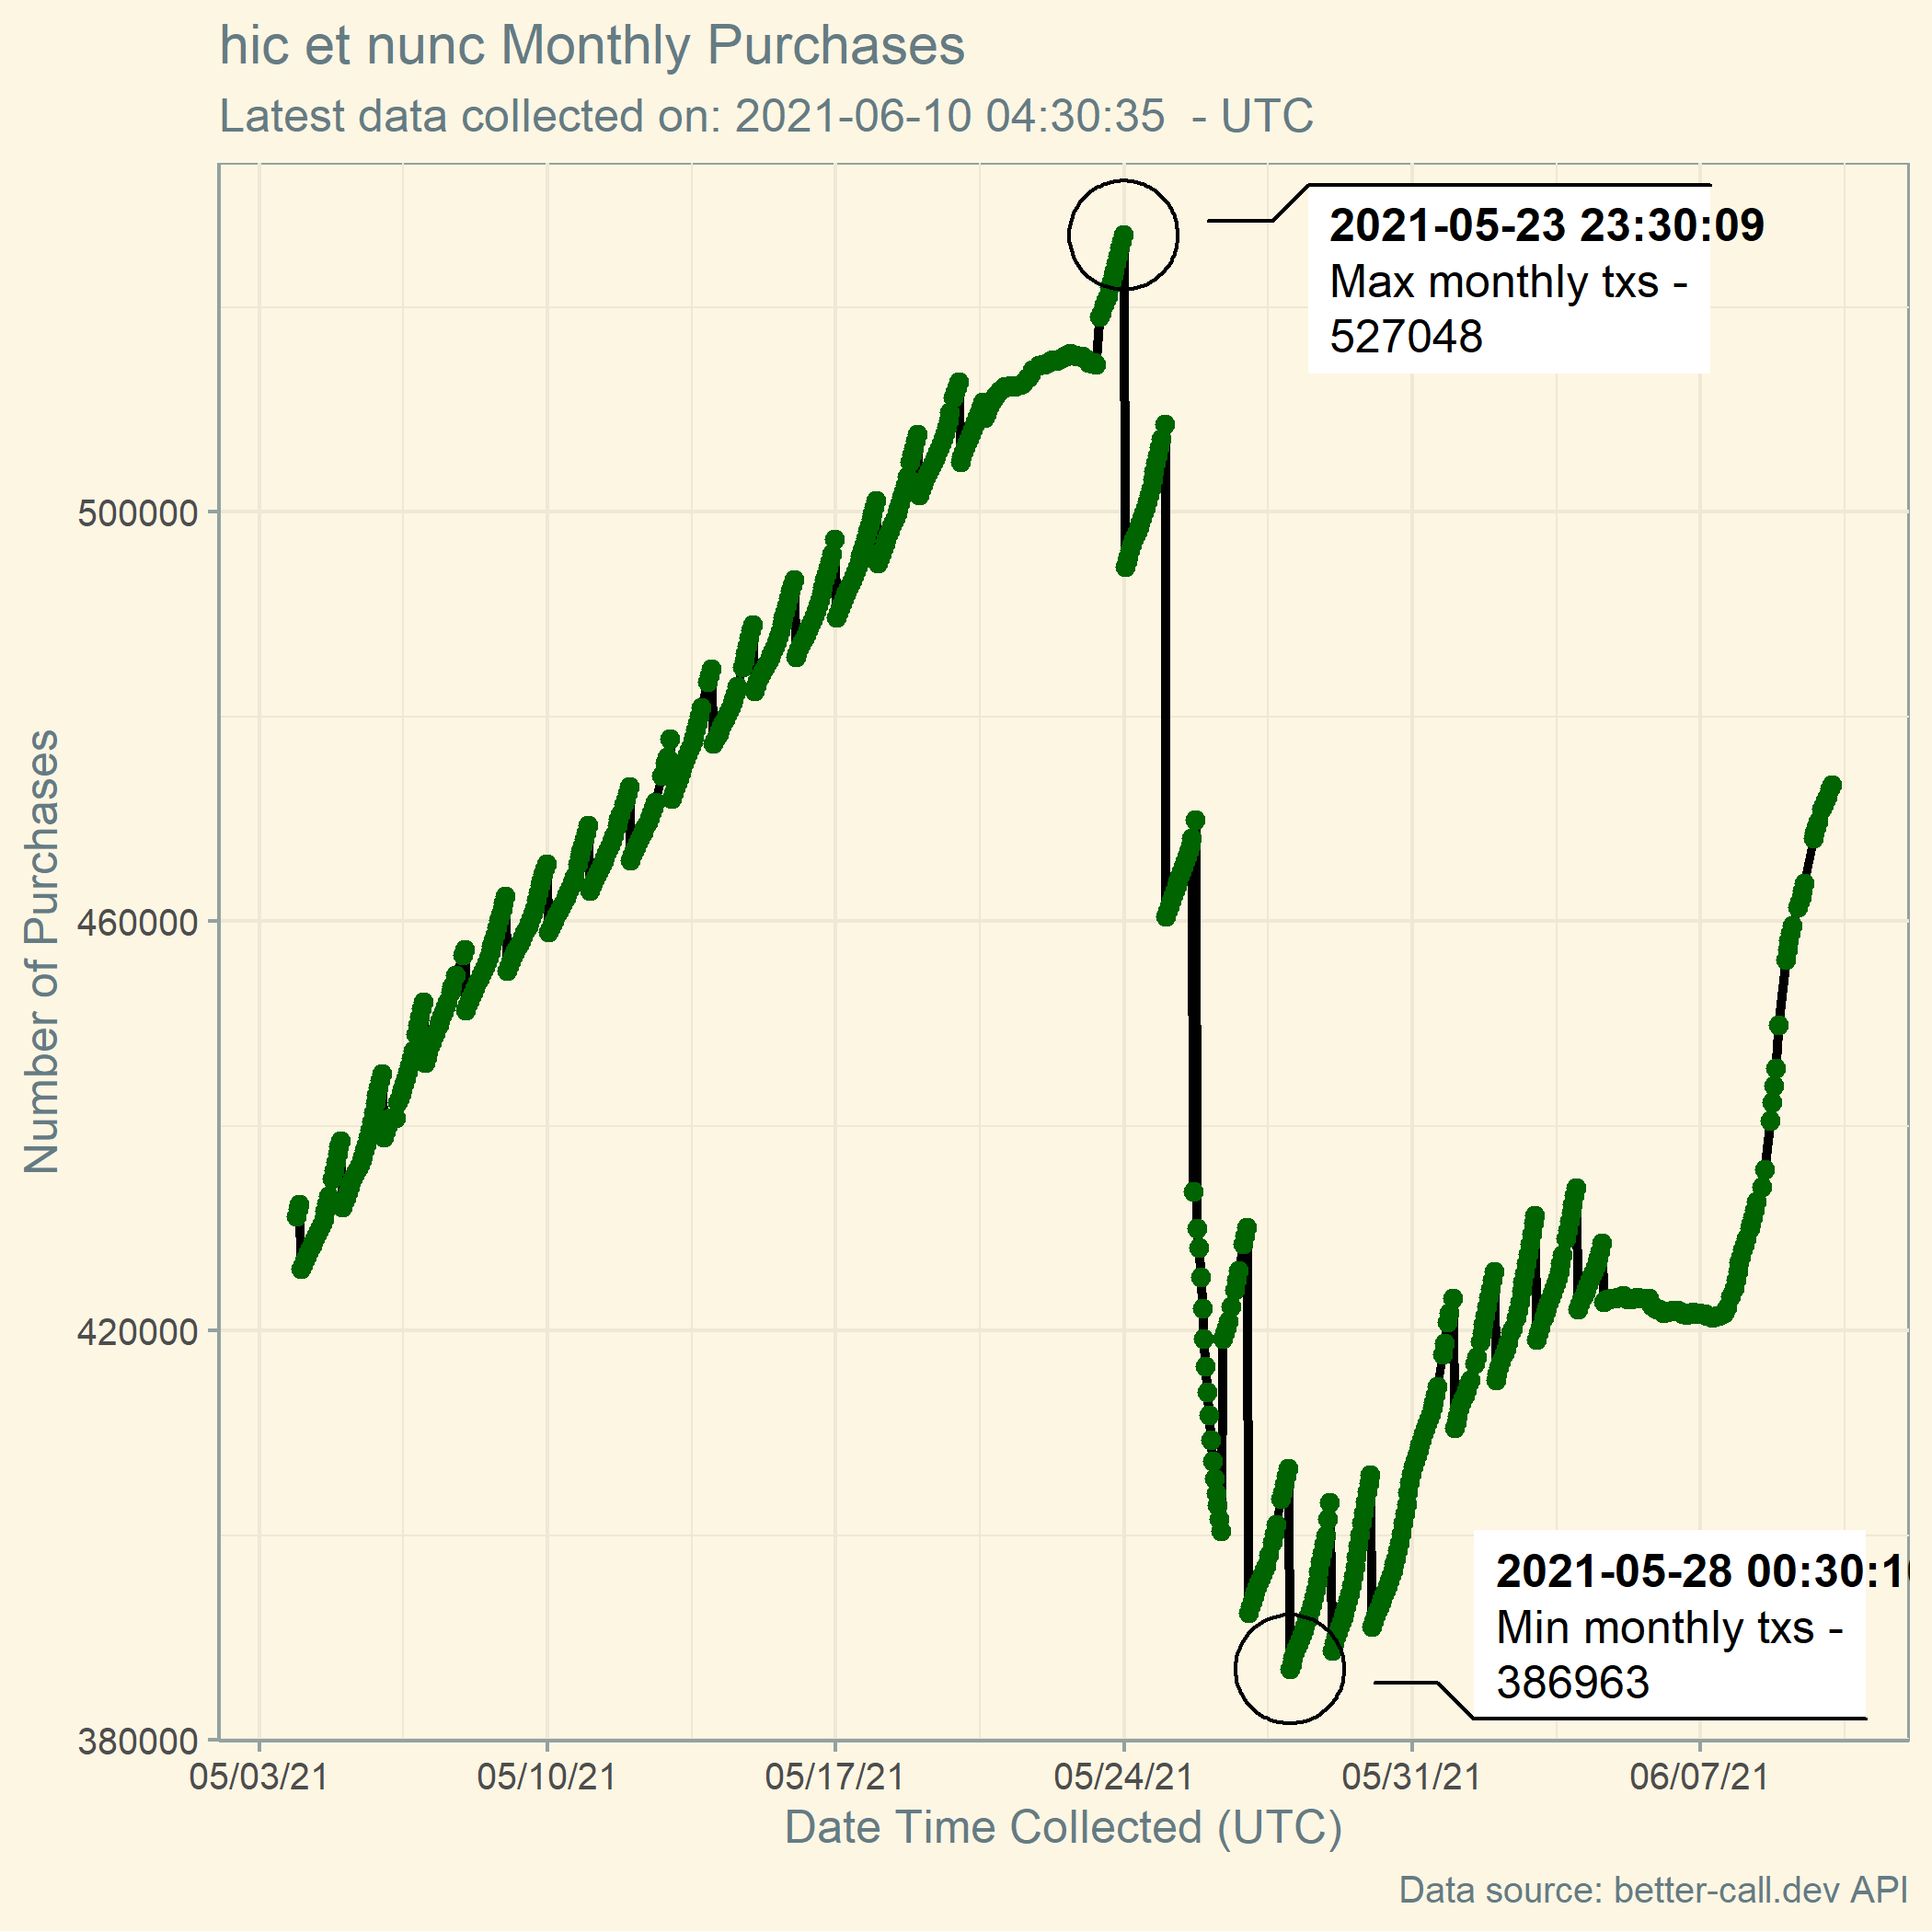 hic et nunc Monthly Purchases
Latest data collected on: 2021-06-10 04:30:35  - UTC
2021-05-23 23:30:09
Max monthly txs -
527048
Number of Purchases
500000
460000
420000
380000
2021-05-28 00:30:1
Min monthly txs -
386963
05/03/21
05/10/21
05/17/21
05/24/21
05/31/21
06/07/21
Date Time Collected (UTC)
Data source: better-call.dev API